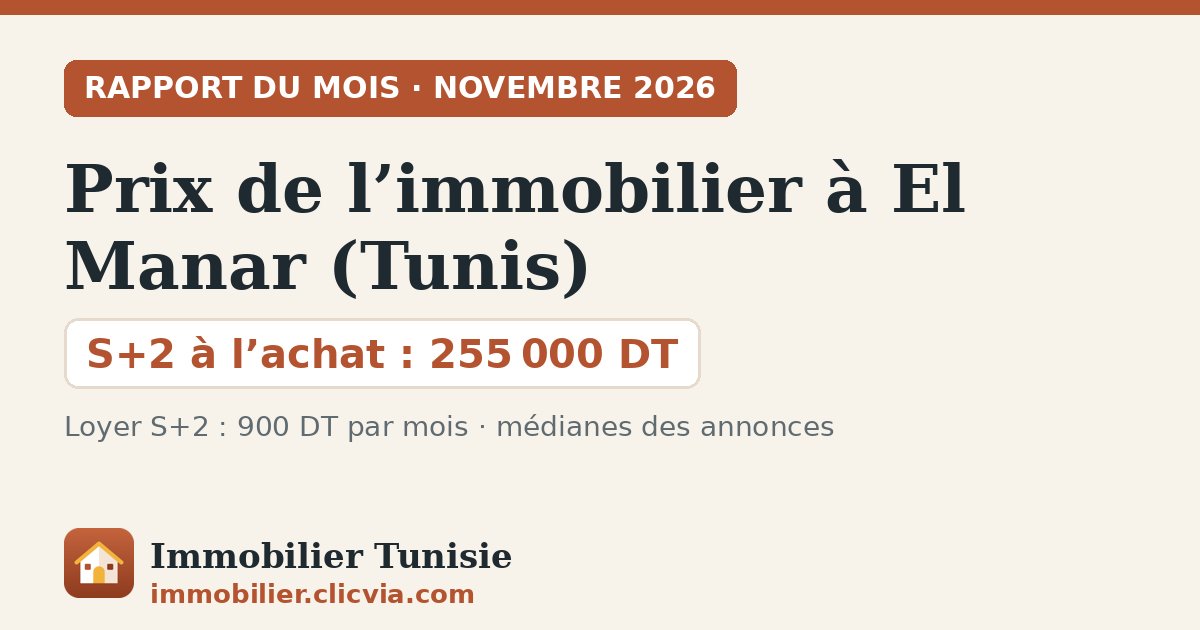 RAPPORT DU MOIS · NOVEMBRE 2026
Prix de l’immobilier à El
Manar (Tunis)
S+2 à l’achat : 255 000 DT
Loyer S+2 : 900 DT par mois · médianes des annonces
Immobilier Tunisie
immobilier.clicvia.com